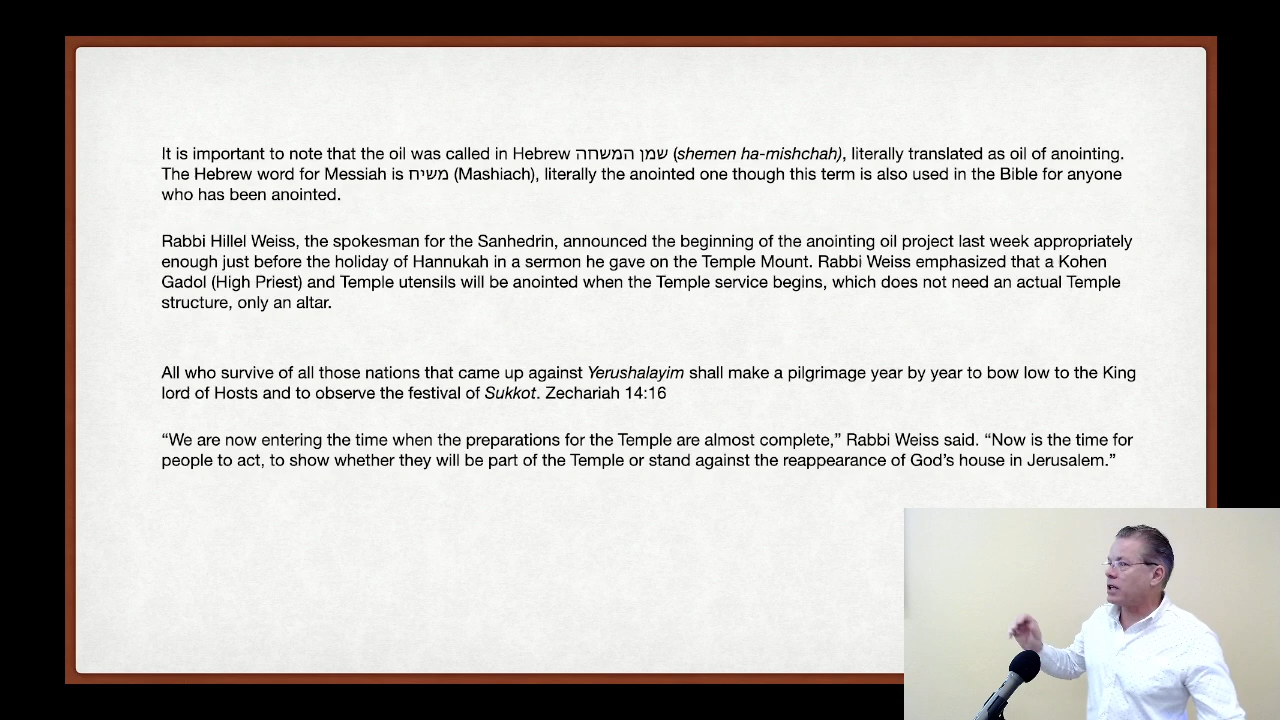 It is important to note that the oil was called in Hebrew שמן המשחה (shemen ha-mishchah), literally translated as oil of anointing.
The Hebrew word for Messiah is משיח (Mashiach), literally the anointed one though this term is also used in the Bible for anyone
who has been anointed.
Rabbi Hillel Weiss, the spokesman for the Sanhedrin, announced the beginning of the anointing oil project last week appropriately
enough just before the holiday of Hannukah in a sermon he gave on the Temple Mount. Rabbi Weiss emphasized that a Kohen
Gadol (High Priest) and Temple utensils will be anointed when the Temple service begins, which does not need an actual Temple
structure, only an altar.
All who survive of all those nations that came up against Yerushalayim shall make a pilgrimage year by year to bow low to the King
lord of Hosts and to observe the festival of Sukkot. Zechariah 14:16
“We are now entering the time when the preparations for the Temple are almost complete,” Rabbi Weiss said. “Now is the time for
people to act, to show whether they will be part of the Temple or stand against the reappearance of God’s house in Jerusalem.”